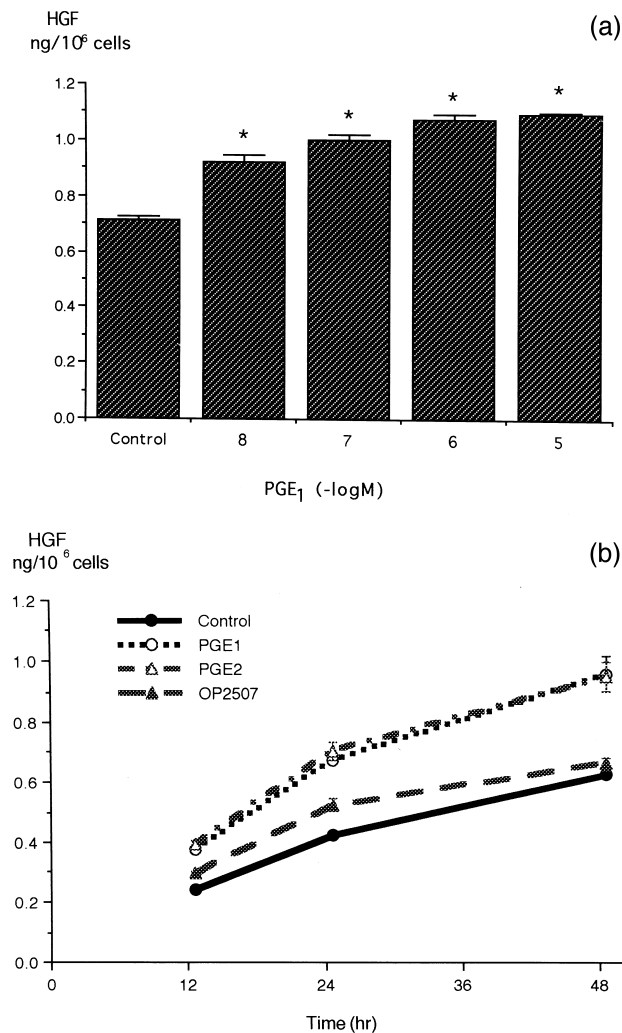 HGF
ng/10⁶ cells
(a)
1.2
1.0
0.8
0.6
0.4
0.2
0.0
* * * *
Control 8 7 6 5
PGE₁ (-logM)
HGF
ng/10⁶ cells
(b)
1.2
1.0
0.8
0.6
0.4
0.2
0.0
Control
PGE1
PGE2
OP2507
0 12 24 36 48
Time (hr)